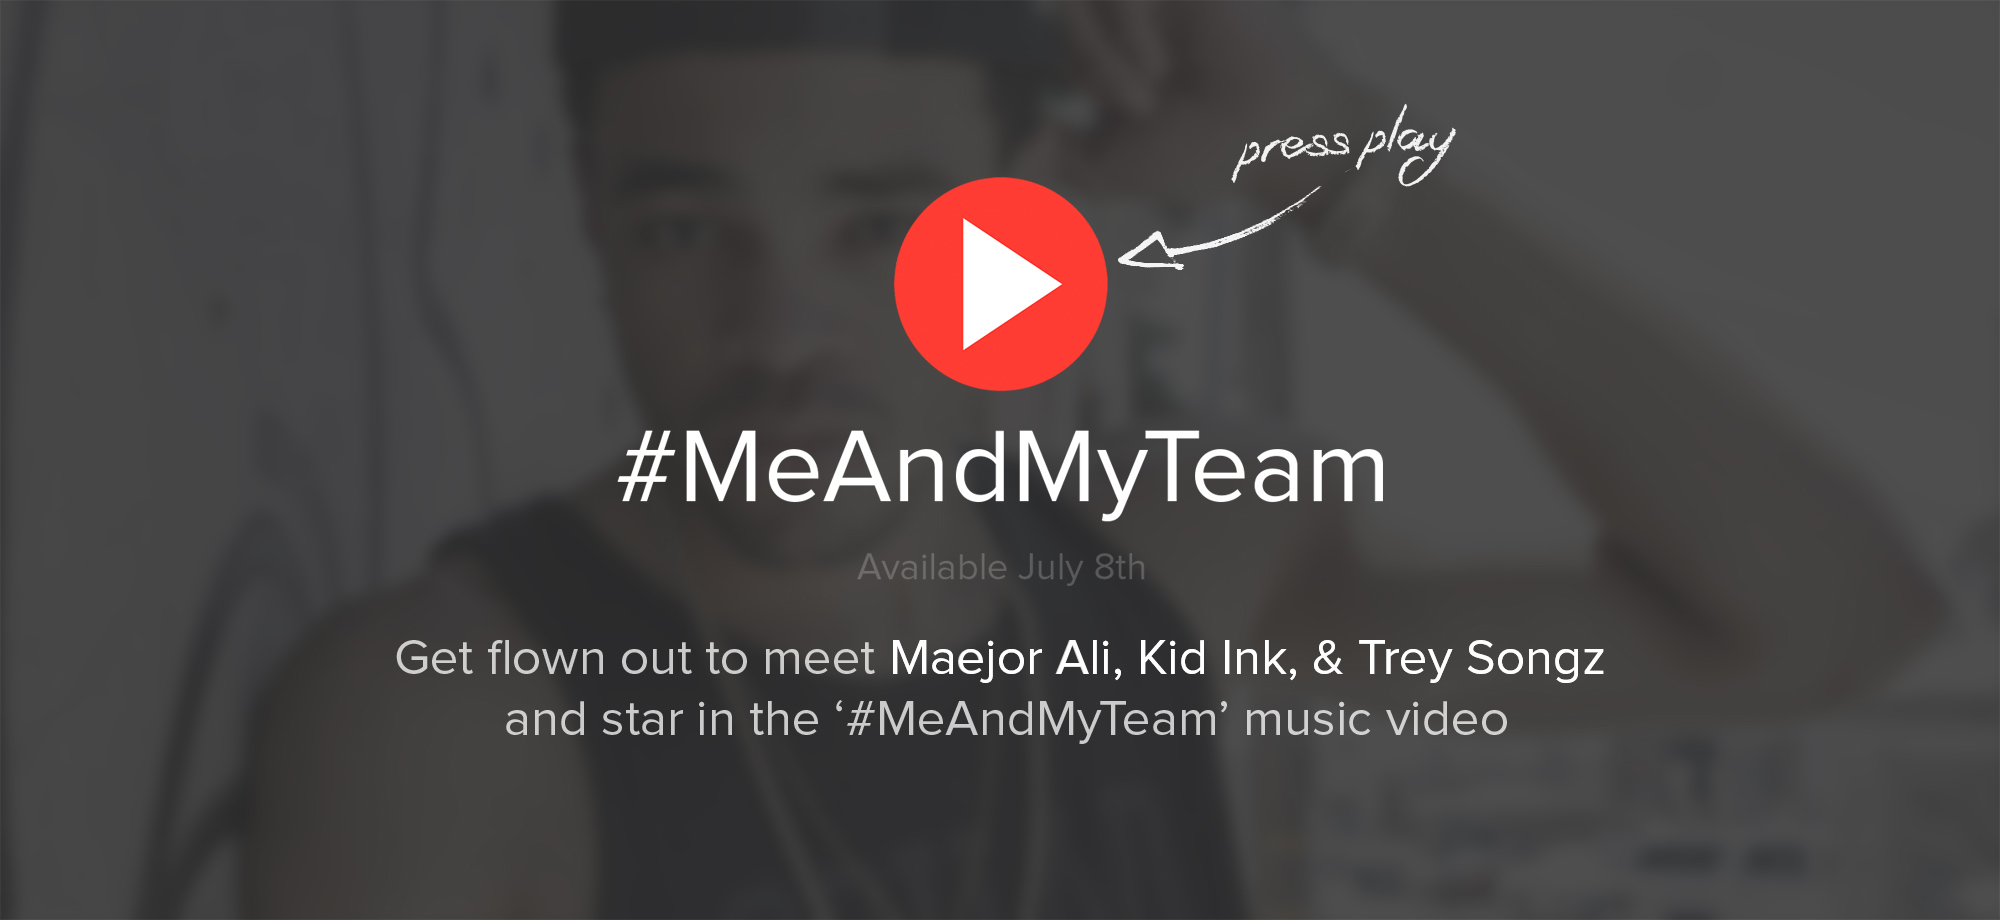 press play
#MeAndMyTeam
Available July 8th
Get flown out to meet Maejor Ali, Kid Ink, & Trey Songz
and star in the ‘#MeAndMyTeam’ music video